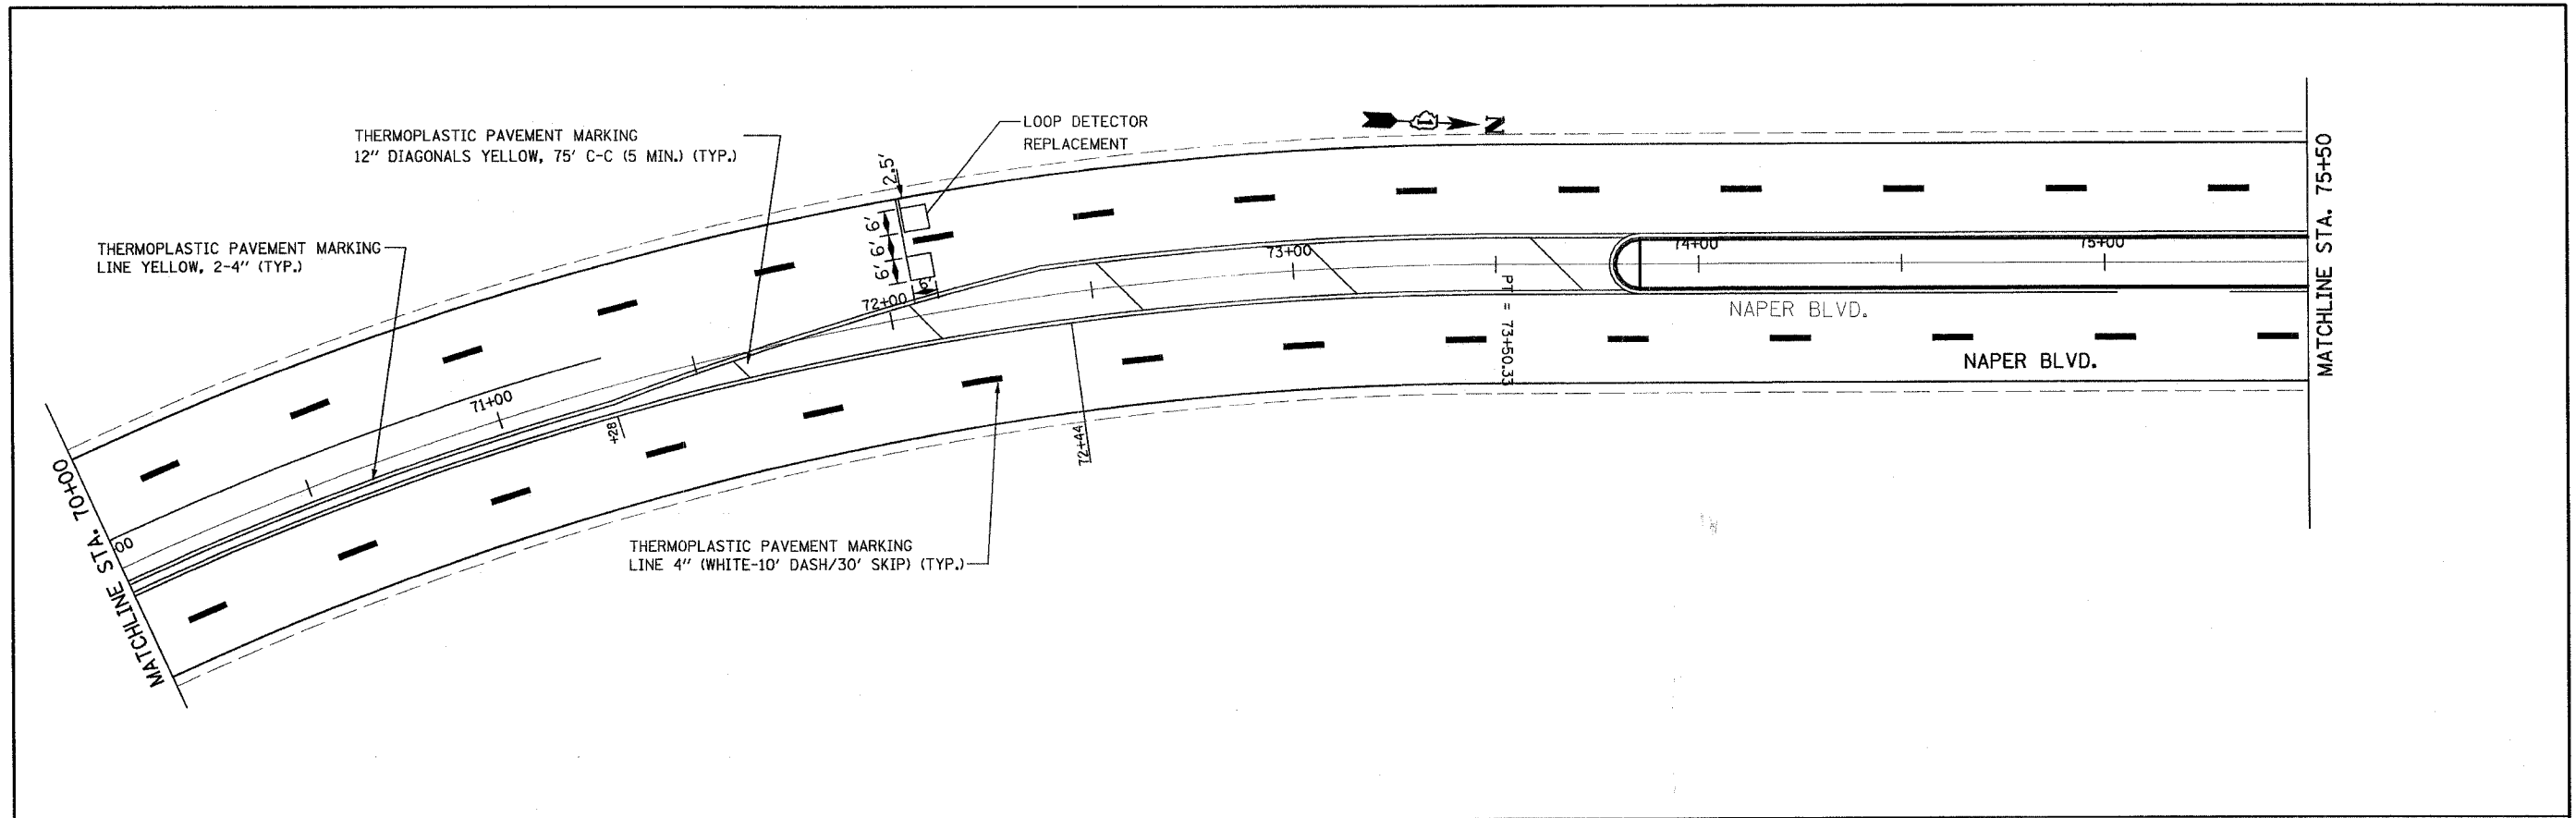 THERMOPLASTIC PAVEMENT MARKING
12" DIAGONALS YELLOW, 75' C-C (5 MIN.) (TYP.)
LOOP DETECTOR
REPLACEMENT
N
2.5'
6'
6'
6'
6'
THERMOPLASTIC PAVEMENT MARKING
LINE YELLOW, 2-4" (TYP.)
MATCHLINE STA. 75+50
71+00
72+00
73+00
74+00
75+00
+28
72+44
PT = 73+50.33
NAPER BLVD.
NAPER BLVD.
00
MATCHLINE STA. 70+00
THERMOPLASTIC PAVEMENT MARKING
LINE 4" (WHITE-10' DASH/30' SKIP) (TYP.)